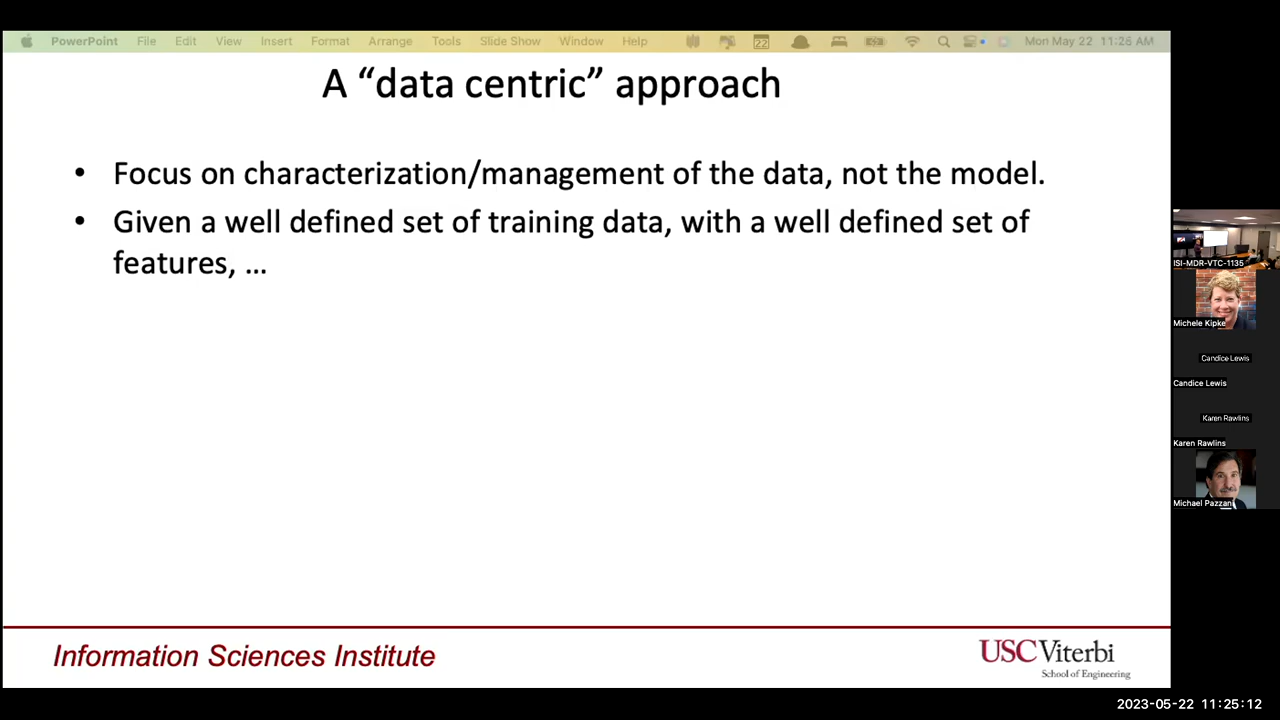 PowerPoint File Edit View Insert Format Arrange Tools Slide Show Window Help 22 Mon May 22 11:26 AM
A “data centric” approach
• Focus on characterization/management of the data, not the model.
• Given a well defined set of training data, with a well defined set of
features, ...
ISI-MDR-VTC-1135
Michele Kipke
Candice Lewis
Candice Lewis
Karen Rawlins
Karen Rawlins
Michael Pazzani
Information Sciences Institute
USC Viterbi
School of Engineering
2023-05-22 11:25:12